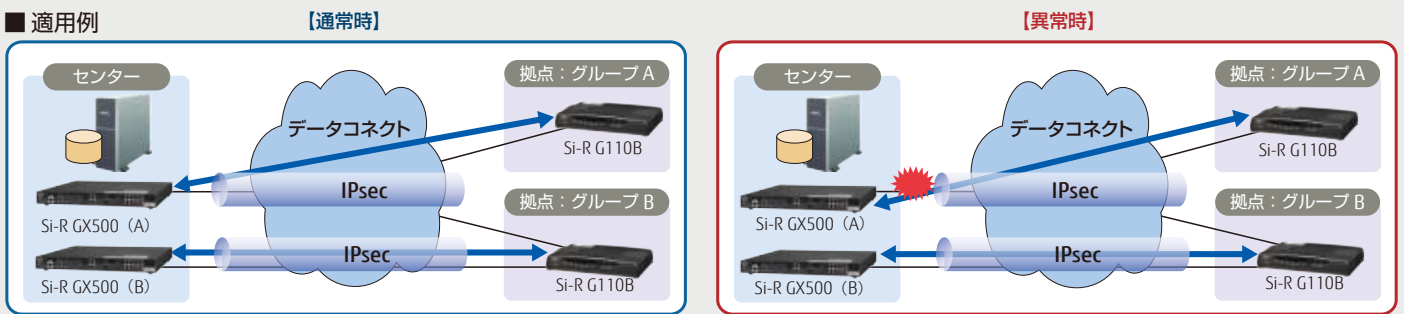 ■ 適用例
【通常時】
センター
データコネクト
拠点：グループ A
Si-R G110B
IPsec
Si-R GX500（A）
拠点：グループ B
IPsec
Si-R GX500（B）
Si-R G110B
【異常時】
センター
データコネクト
拠点：グループ A
Si-R G110B
IPsec
Si-R GX500（A）
拠点：グループ B
IPsec
Si-R GX500（B）
Si-R G110B